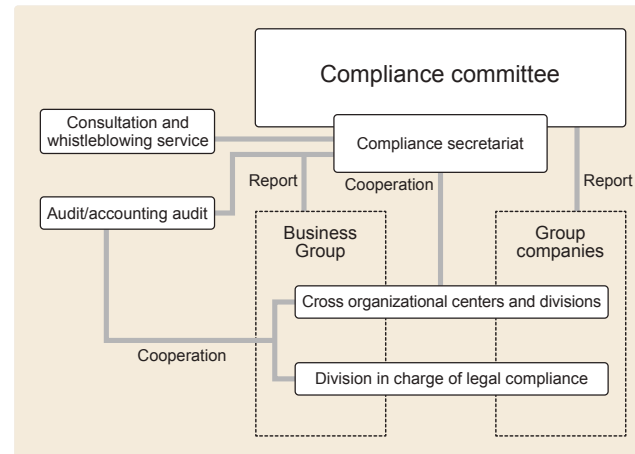 Compliance committee
Consultation and
whistleblowing service
Compliance secretariat
Report
Cooperation
Report
Audit/accounting audit
Business
Group
Group
companies
Cross organizational centers and divisions
Cooperation
Division in charge of legal compliance